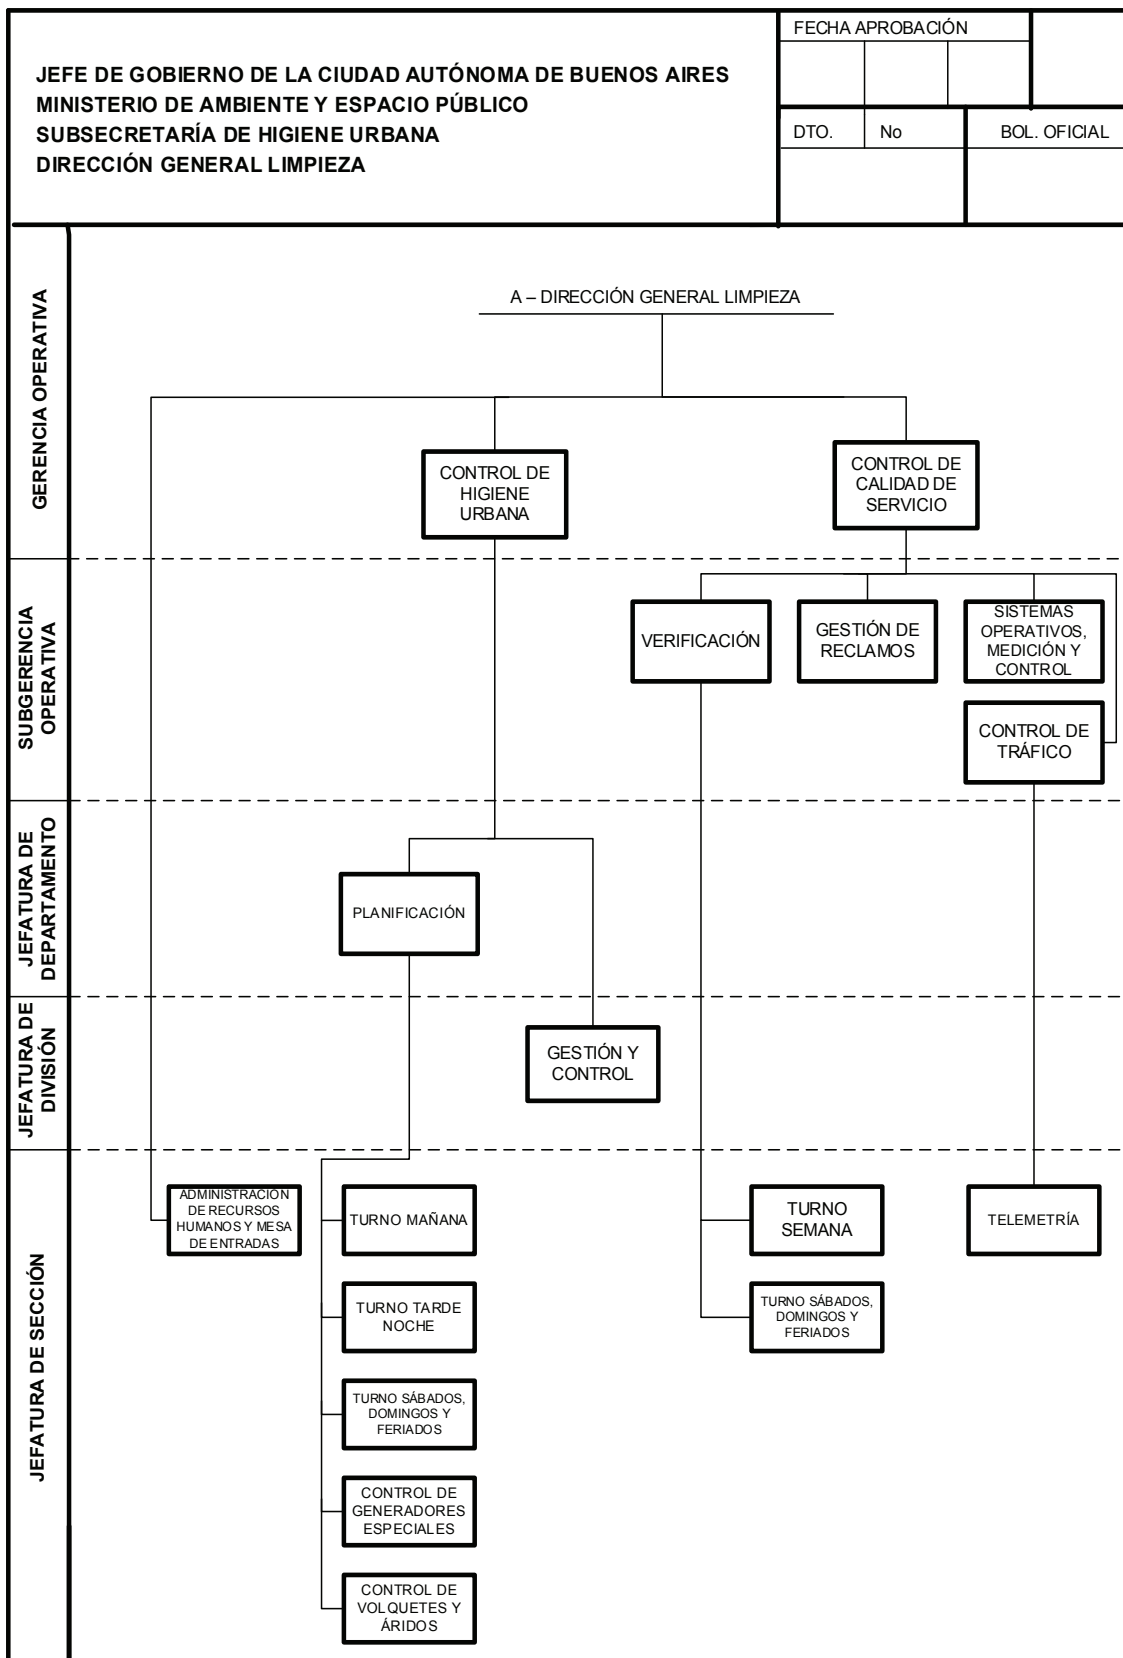 JEFE DE GOBIERNO DE LA CIUDAD AUTÓNOMA DE BUENOS AIRES
MINISTERIO DE AMBIENTE Y ESPACIO PÚBLICO
SUBSECRETARÍA DE HIGIENE URBANA
DIRECCIÓN GENERAL LIMPIEZA
FECHA APROBACIÓN
DTO.
No
BOL. OFICIAL
GERENCIA OPERATIVA
A – DIRECCIÓN GENERAL LIMPIEZA
CONTROL DE
HIGIENE
URBANA
CONTROL DE
CALIDAD DE
SERVICIO
SUBGERENCIA
OPERATIVA
VERIFICACIÓN
GESTIÓN DE
RECLAMOS
SISTEMAS
OPERATIVOS,
MEDICIÓN Y
CONTROL
CONTROL DE
TRÁFICO
JEFATURA DE
DEPARTAMENTO
PLANIFICACIÓN
JEFATURA DE
DIVISIÓN
GESTIÓN Y
CONTROL
JEFATURA DE SECCIÓN
ADMINISTRACIÓN
DE RECURSOS
HUMANOS Y MESA
DE ENTRADAS
TURNO MAÑANA
TURNO TARDE
NOCHE
TURNO SÁBADOS,
DOMINGOS Y
FERIADOS
CONTROL DE
GENERADORES
ESPECIALES
CONTROL DE
VOLQUETES Y
ÁRIDOS
TURNO
SEMANA
TURNO SÁBADOS,
DOMINGOS Y
FERIADOS
TELEMETRÍA